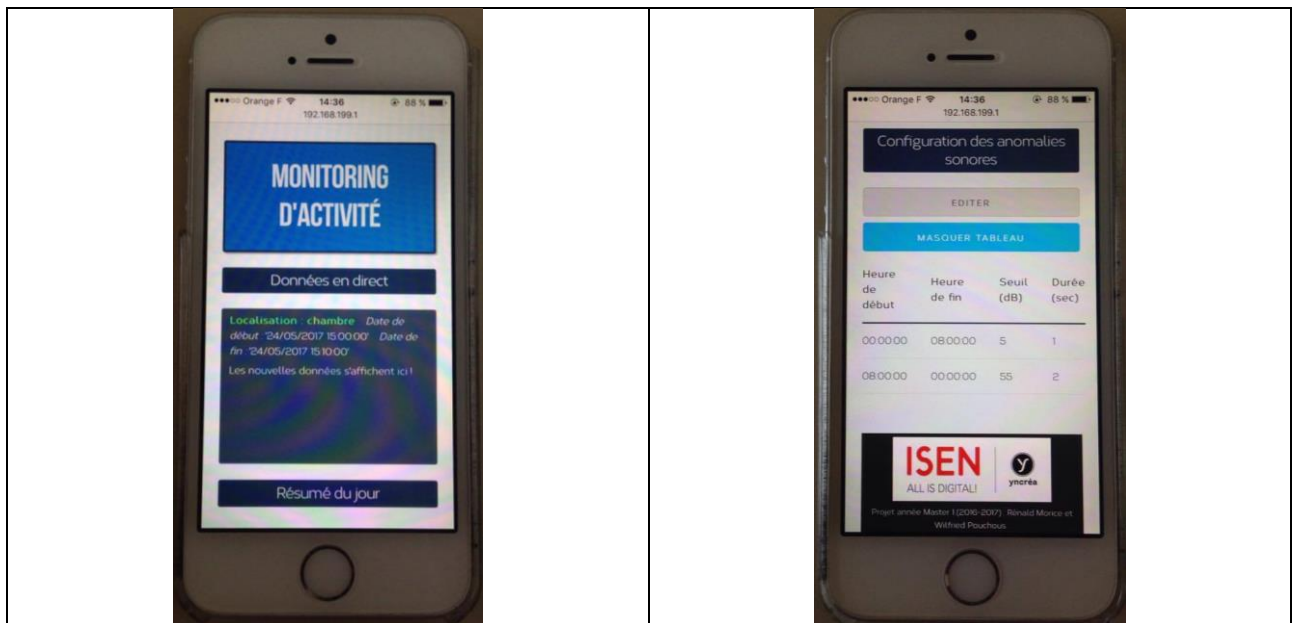 Orange F 14:36 88 %
192.168.199.1
MONITORING
D'ACTIVITÉ
Données en direct
Localisation : chambre Date de
début '24/05/2017 15:00:00' Date de
fin '24/05/2017 15:10:00'
Les nouvelles données s'affichent ici !
Résumé du jour
Orange F 14:36 88 %
192.168.199.1
Configuration des anomalies
sonores
EDITER
MASQUER TABLEAU
Heure
de
début
Heure
de fin
Seuil
(dB)
Durée
(sec)
00:00:00 08:00:00 5 1
08:00:00 00:00:00 55 2
ISEN
ALL IS DIGITAL!
y
yncréa
Projet année Master 1 (2016-2017) : Rénald Morice et
Wilfried Pouchous